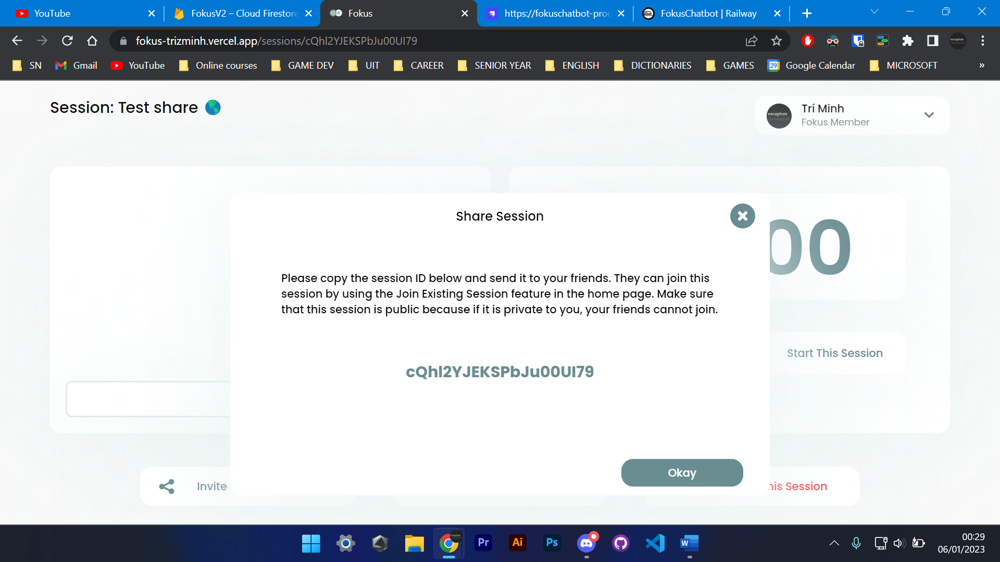 YouTube
FokusV2 – Cloud Firestore
Fokus
https://fokuschatbot-proc
FokusChatbot | Railway
fokus-trizminh.vercel.app/sessions/cQhl2YJEKSPbJu00UI79
SN
Gmail
YouTube
Online courses
GAME DEV
UIT
CAREER
SENIOR YEAR
ENGLISH
DICTIONARIES
GAMES
Google Calendar
MICROSOFT
»
Session: Test share
escapism
Trí Minh
Fokus Member
Share Session
00
Please copy the session ID below and send it to your friends. They can join this
session by using the Join Existing Session feature in the home page. Make sure
that this session is public because if it is private to you, your friends cannot join.
Start This Session
cQhl2YJEKSPbJu00UI79
Okay
Invite
his Session
Pr
Ai
Ps
W
00:29
06/01/2023